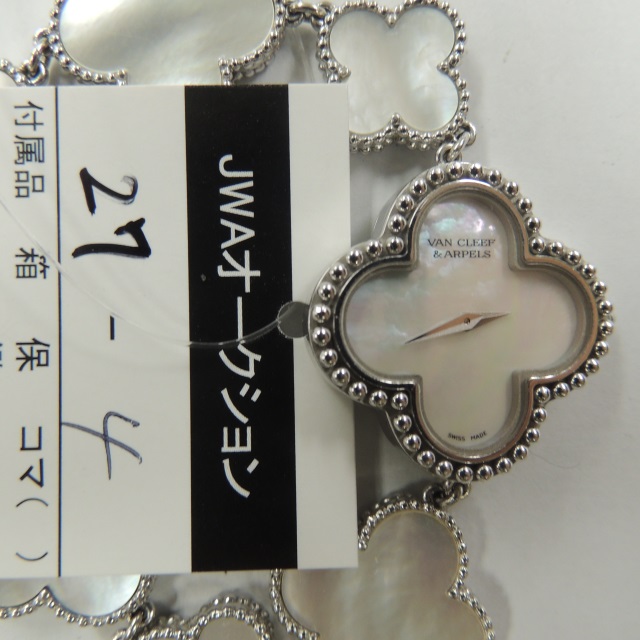 JWAオークション
27-4
付属品 箱 保 コマ( )
VAN CLEEF
& ARPELS
SWISS MADE